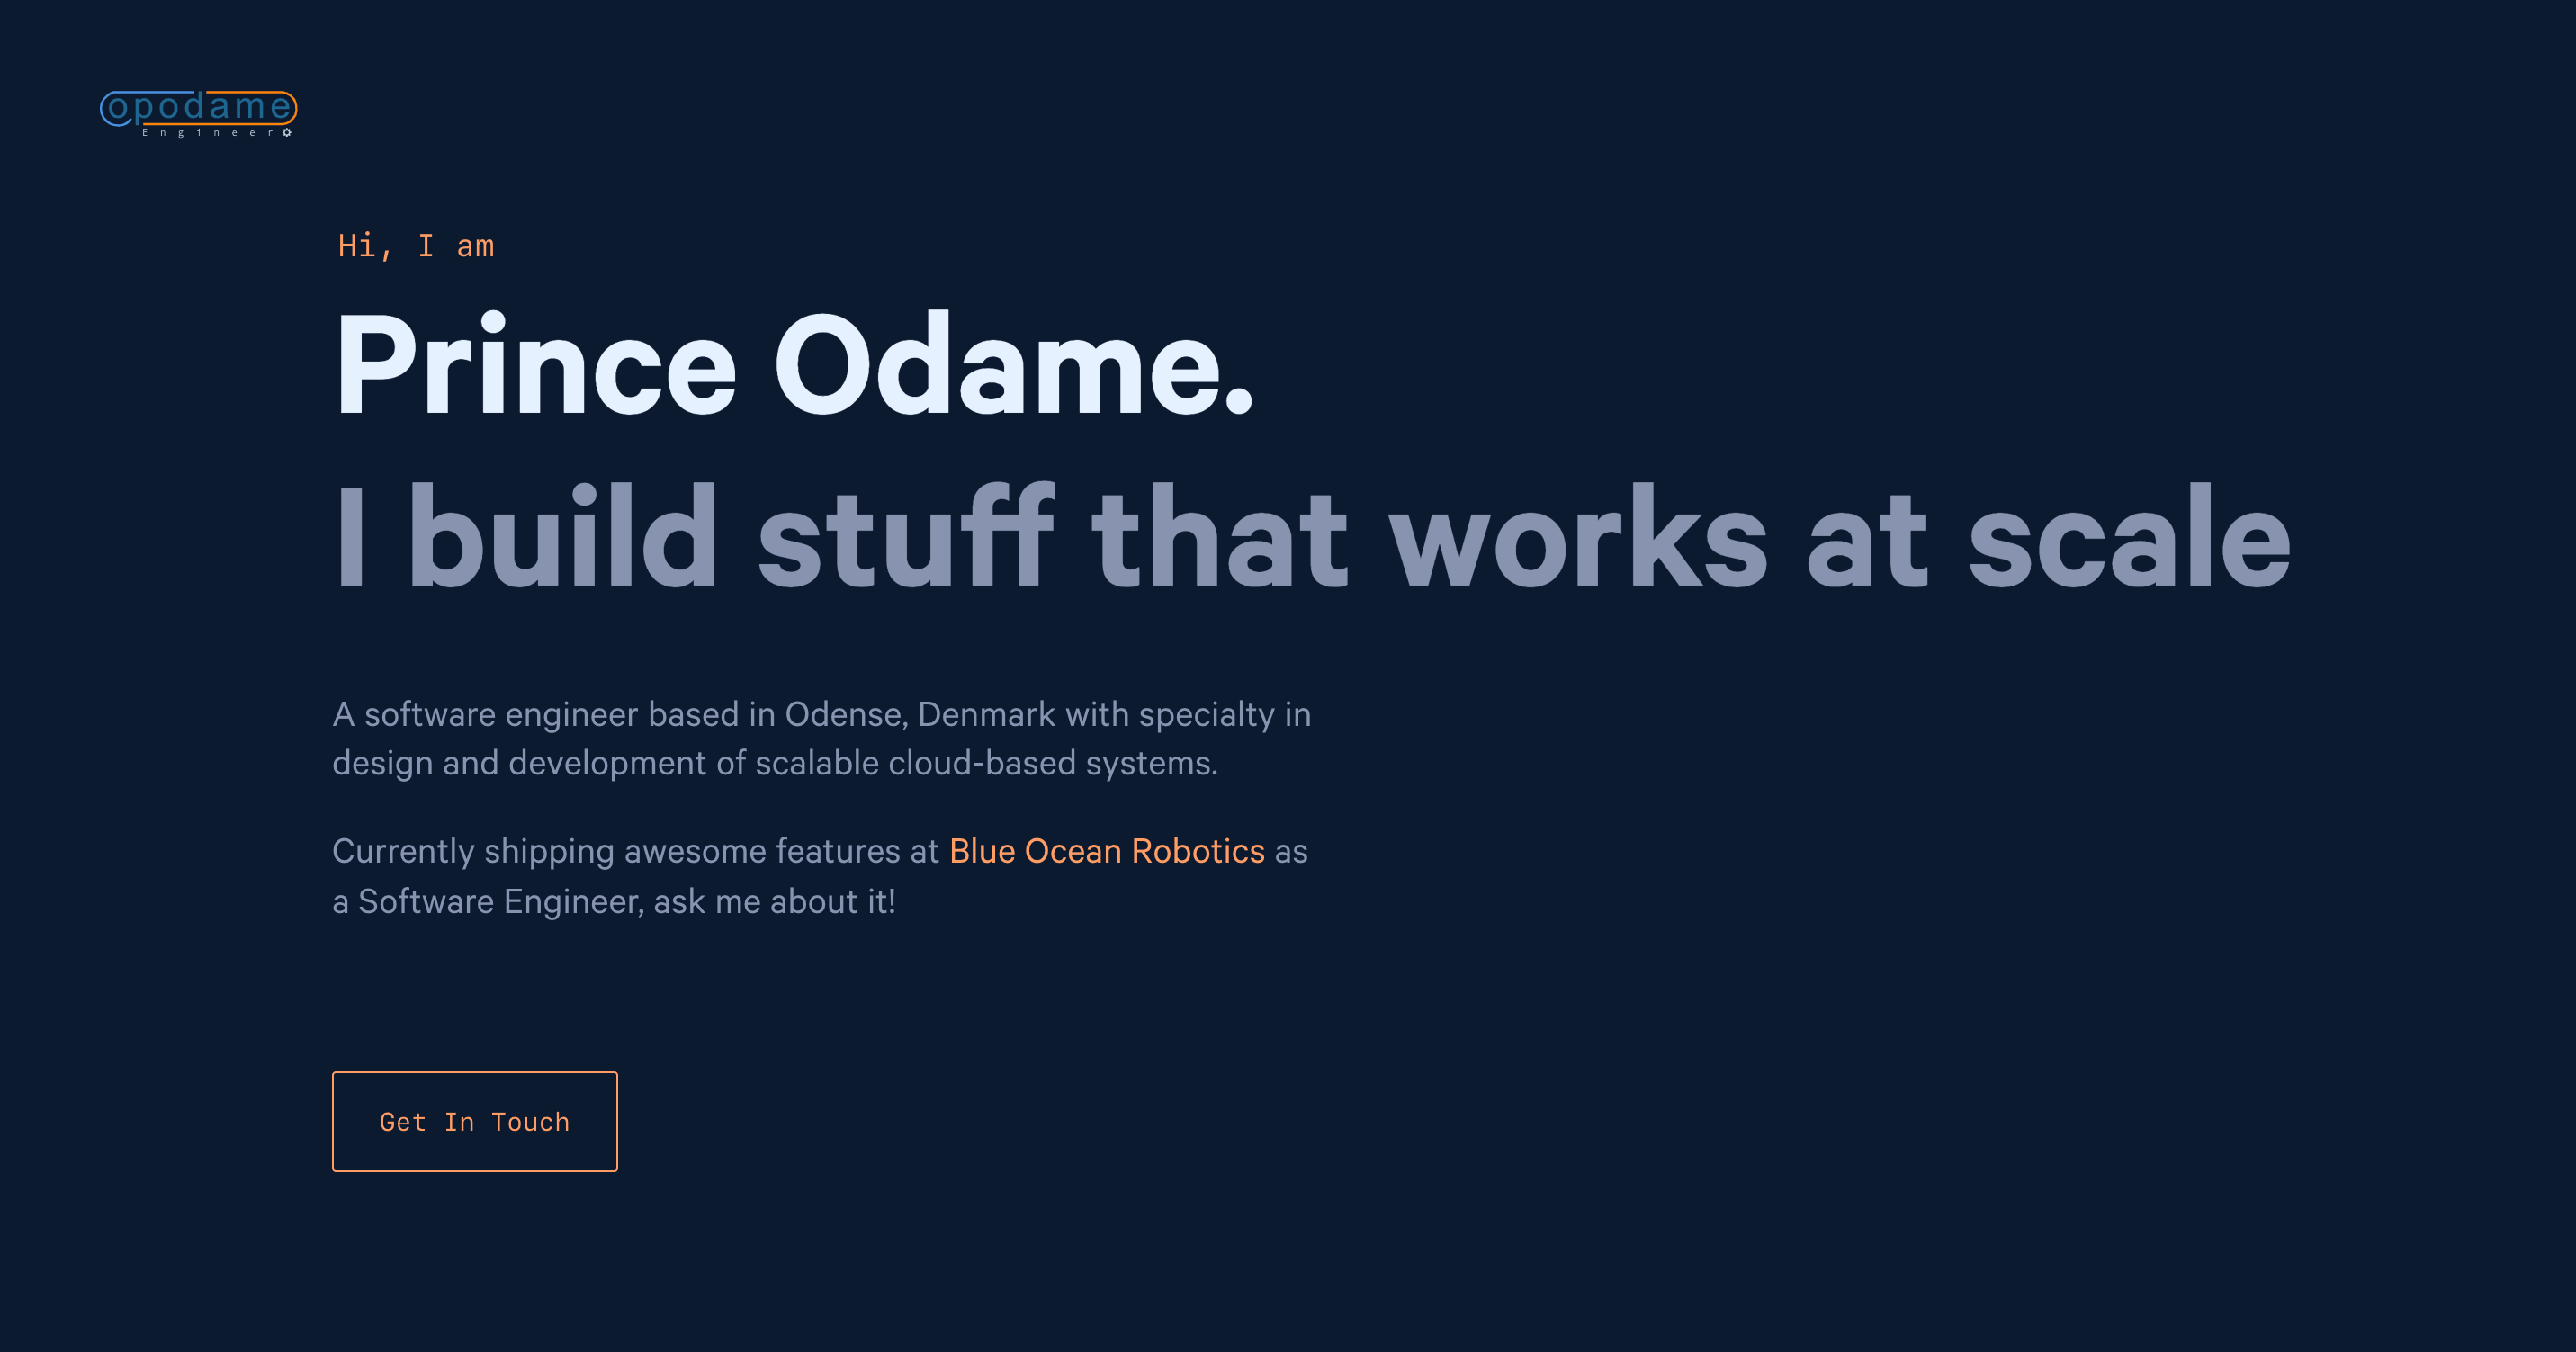 opodame
Engineer
Hi, I am
Prince Odame.
I build stuff that works at scale
A software engineer based in Odense, Denmark with specialty in
design and development of scalable cloud-based systems.
Currently shipping awesome features at Blue Ocean Robotics as
a Software Engineer, ask me about it!
Get In Touch